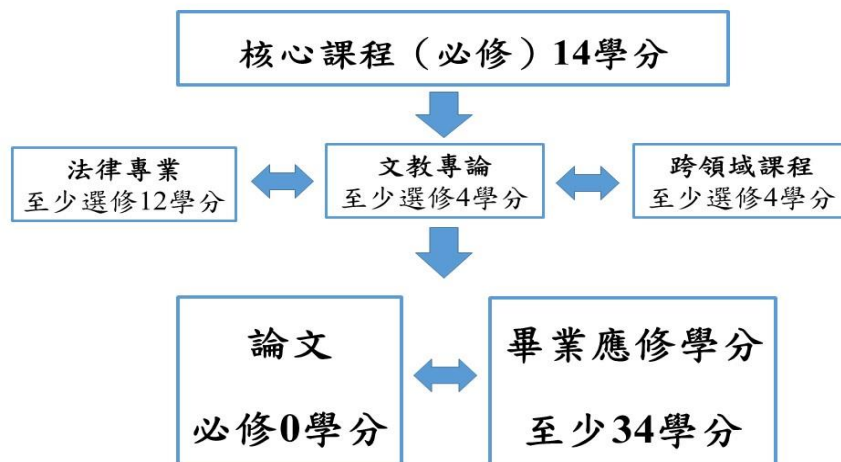 核心課程（必修）14學分
法律專業
至少選修12學分
文教專論
至少選修4學分
跨領域課程
至少選修4學分
論文
必修0學分
畢業應修學分
至少34學分